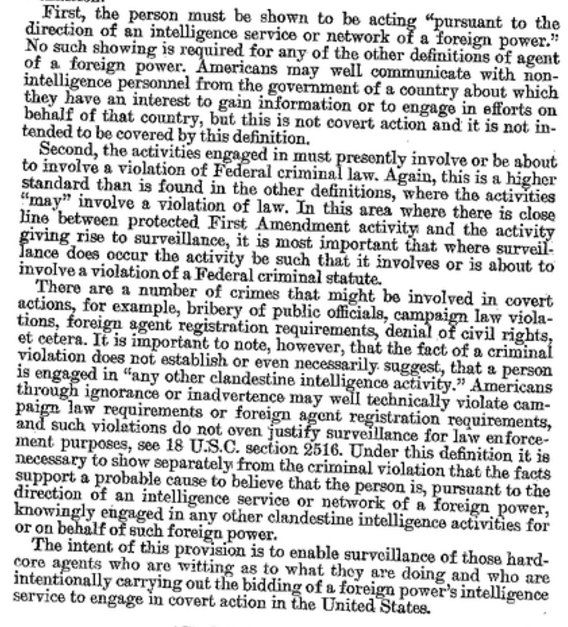 First, the person must be shown to be acting "pursuant to the
direction of an intelligence service or network of a foreign power."
No such showing is required for any of the other definitions of agent
of a foreign power. Americans may well communicate with non-
intelligence personnel from the government of a country about which
they have an interest to gain information or to engage in efforts on
behalf of that country, but this is not covert action and it is not in-
tended to be covered by this definition.
Second, the activities engaged in must presently involve or be about
to involve a violation of Federal criminal law. Again, this is a higher
standard than is found in the other definitions, where the activities
"may" involve a violation of law. In this area where there is close
line between protected First Amendment activity and the activity
giving rise to surveillance, it is most important that where surveil-
lance does occur the activity be such that it involves or is about to
involve a violation of a Federal criminal statute.
There are a number of crimes that might be involved in covert
actions, for example, bribery of public officials, campaign law viola-
tions, foreign agent registration requirements, denial of civil rights,
et cetera. It is important to note, however, that the fact of a criminal
violation does not establish or even necessarily suggest, that a person
is engaged in "any other clandestine intelligence activity." Americans
through ignorance or inadvertence may well technically violate cam-
paign law requirements or foreign agent registration requirements,
and such violations do not even justify surveillance for law enforce-
ment purposes, see 18 U.S.C. section 2516. Under this definition it is
necessary to show separately from the criminal violation that the facts
support a probable cause to believe that the person is, pursuant to the
direction of an intelligence service or network of a foreign power,
knowingly engaged in any other clandestine intelligence activities for
or on behalf of such foreign power.
The intent of this provision is to enable surveillance of those hard-
core agents who are witting as to what they are doing and who are
intentionally carrying out the bidding of a foreign power's intelligence
service to engage in covert action in the United States.